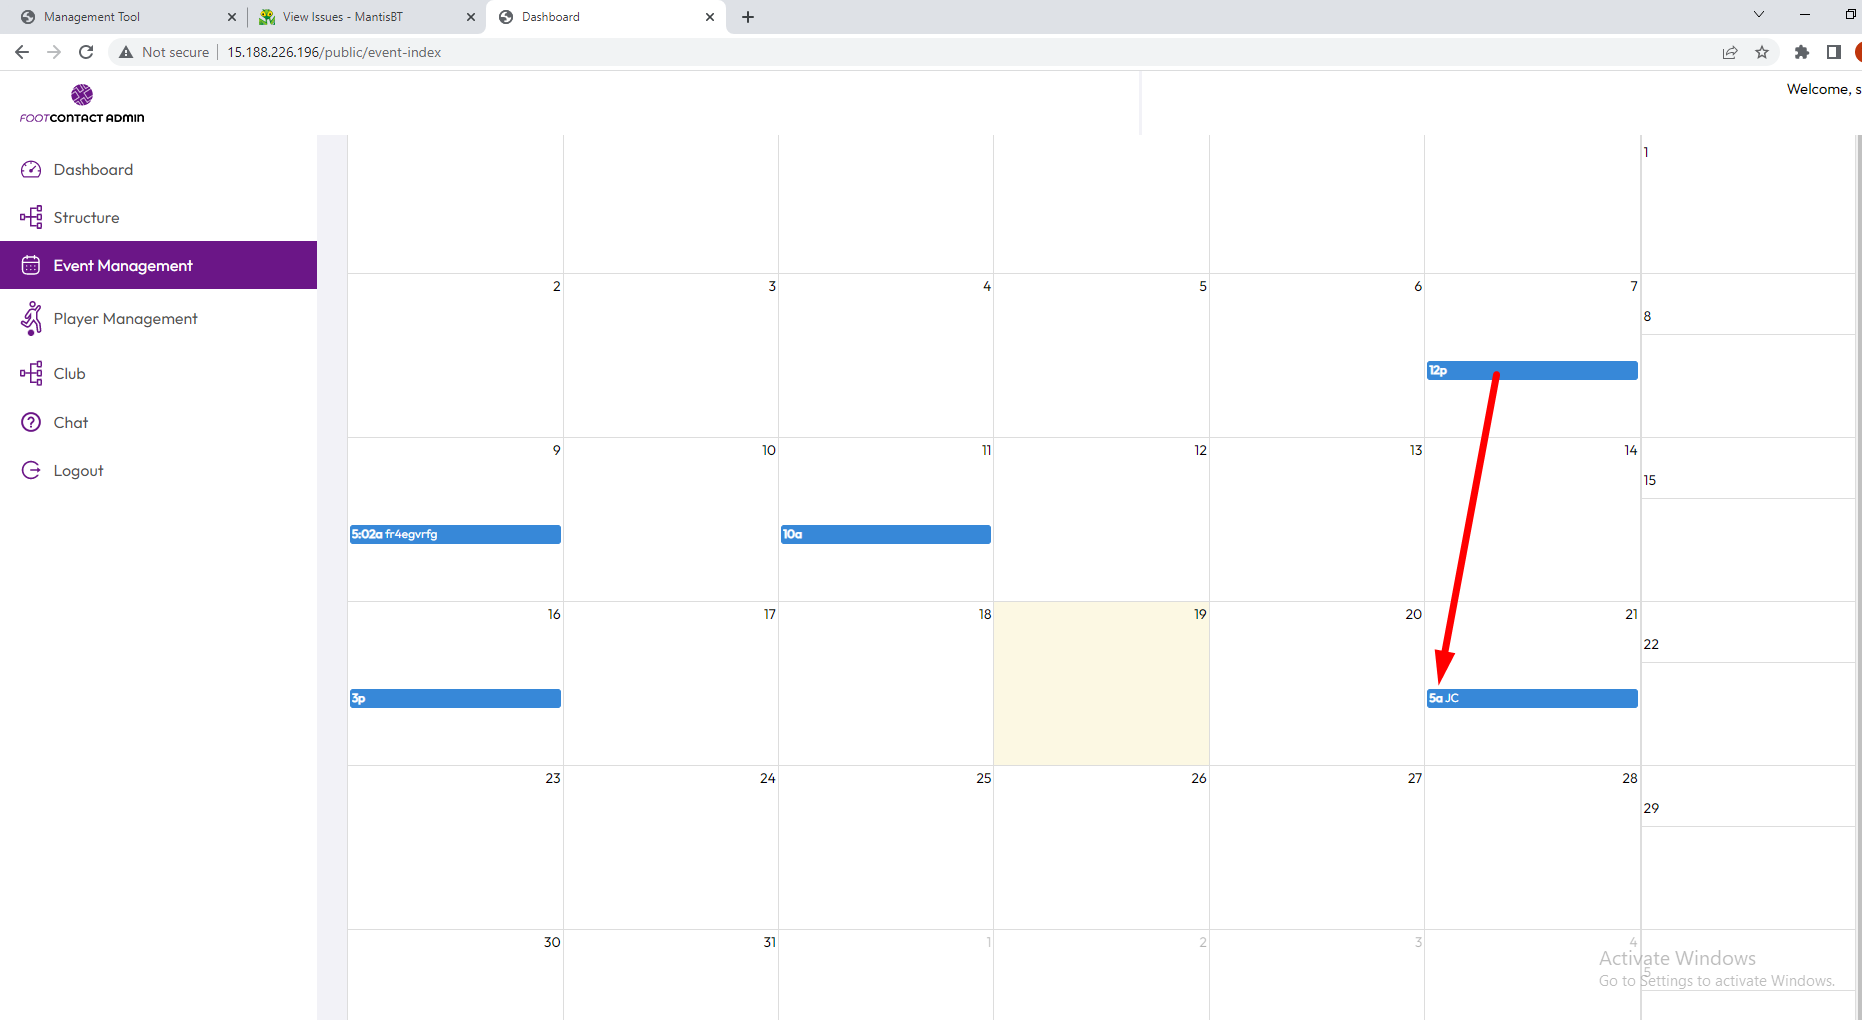 Management Tool
View Issues - MantisBT
Dashboard
Not secure
15.188.226.196/public/event-index
FOOTCONTACT ADMIN
Welcome, s
Dashboard
Structure
Event Management
Player Management
Club
Chat
Logout
1
2 3 4 5 6 7
8
12p
9 10 11 12 13 14
15
5:02a fr4egvrfg
10a
16 17 18 19 20 21
22
3p
5a JC
23 24 25 26 27 28
29
30 31 1 2 3 4
5
Activate Windows
Go to Settings to activate Windows.